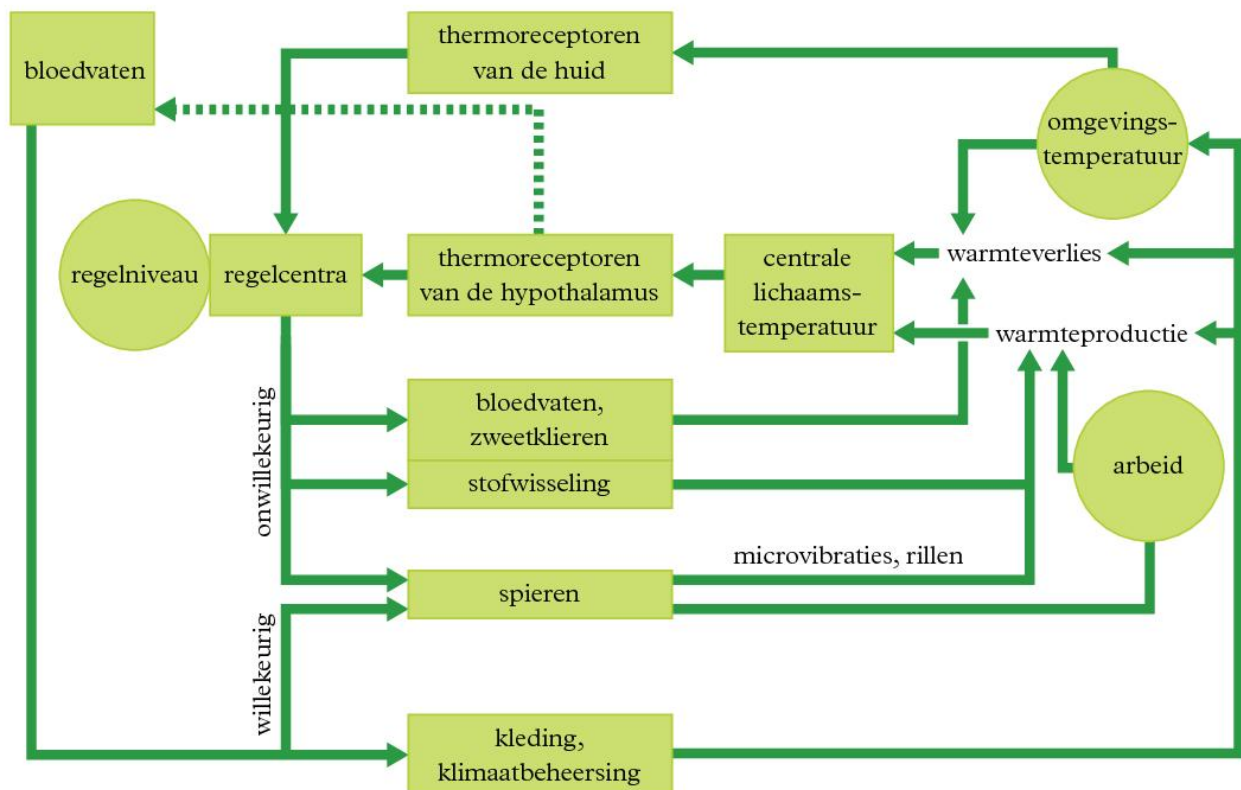 thermoreceptoren
van de huid
bloedvaten
omgevings-
temperatuur
regelniveau
regelcentra
thermoreceptoren
van de hypothalamus
centrale
lichaams-
temperatuur
warmteverlies
warmteproductie
onwillekeurig
bloedvaten,
zweetklieren
stofwisseling
arbeid
microvibraties, rillen
spieren
willekeurig
kleding,
klimaatbeheersing